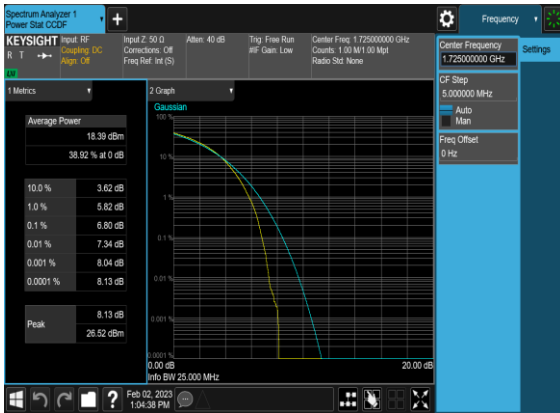 Spectrum Analyzer 1
Power Stat CCDF
+
Frequency
KEYSIGHT
R T
LNI
Input: RF
Coupling: DC
Align: Off
Input Z: 50 Ω
Corrections: Off
Freq Ref: Int (S)
Atten: 40 dB
Trig: Free Run
#IF Gain: Low
Center Freq: 1.725000000 GHz
Counts: 1.00 M/1.00 Mpt
Radio Std: None
Center Frequency
1.725000000 GHz
Settings
CF Step
5.000000 MHz
Auto
Man
Freq Offset
0 Hz
1 Metrics
Average Power
18.39 dBm
38.92 % at 0 dB
10.0 % 3.62 dB
1.0 % 5.82 dB
0.1 % 6.80 dB
0.01 % 7.34 dB
0.001 % 8.04 dB
0.0001 % 8.13 dB
Peak
8.13 dB
26.52 dBm
2 Graph
Gaussian
100 %
10 %
1 %
0.1 %
0.01 %
0.001 %
0.0001 %
0.00 dB
20.00 dB
Info BW 25.000 MHz
?
Feb 02, 2023
1:04:38 PM